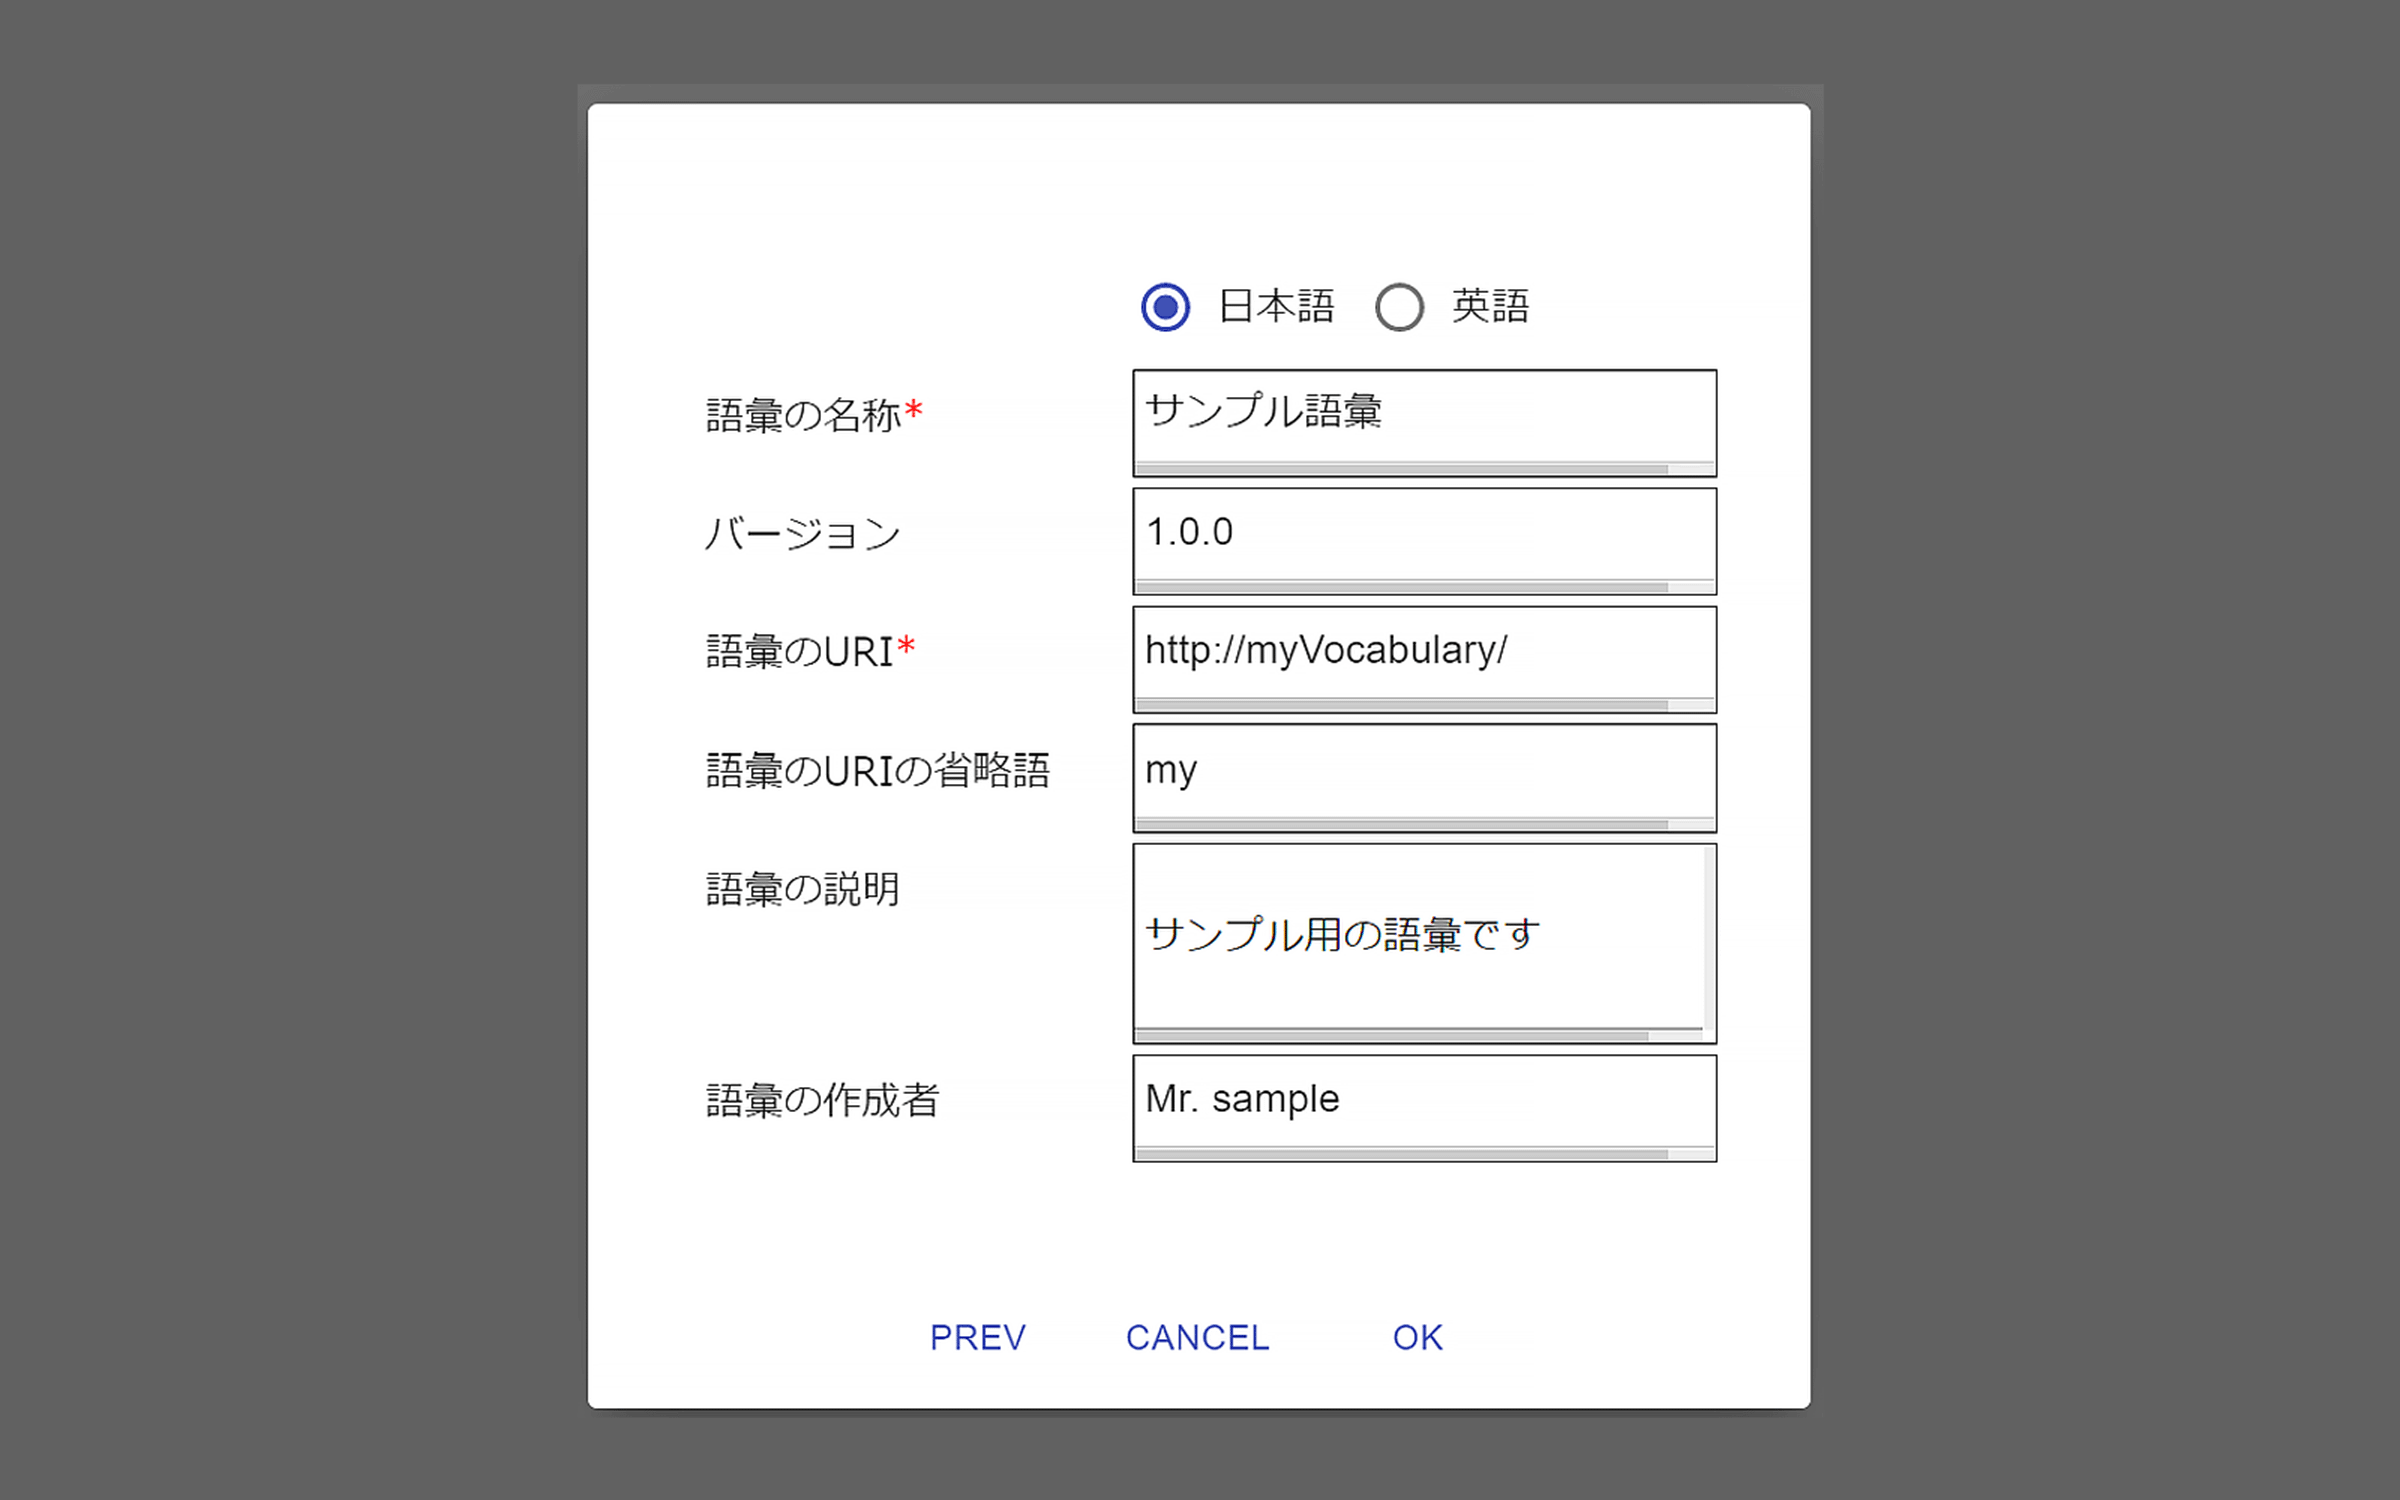 日本語 英語
語彙の名称* サンプル語彙
バージョン 1.0.0
語彙のURI* http://myVocabulary/
語彙のURIの省略語 my
語彙の説明 サンプル用の語彙です
語彙の作成者 Mr. sample
PREV CANCEL OK